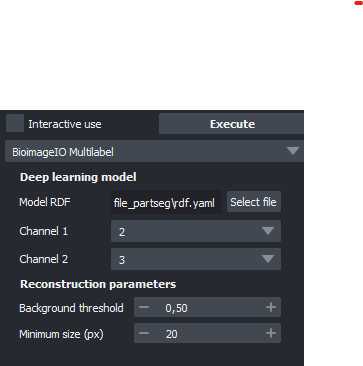 Interactive use Execute
BioimageIO Multilabel
Deep learning model
Model RDF file_partseg\rdf.yaml Select file
Channel 1 2
Channel 2 3
Reconstruction parameters
Background threshold − 0,50 +
Minimum size (px) − 20 +